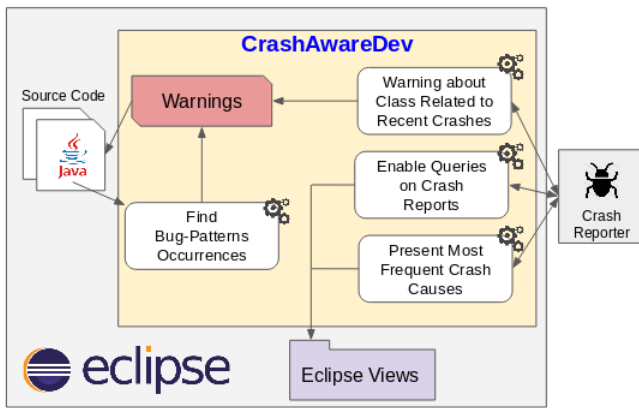 CrashAwareDev
Source Code
Java
Warnings
Warning about
Class Related to
Recent Crashes
Enable Queries
on Crash
Reports
Find
Bug-Patterns
Occurrences
Present Most
Frequent Crash
Causes
Crash
Reporter
eclipse
Eclipse Views